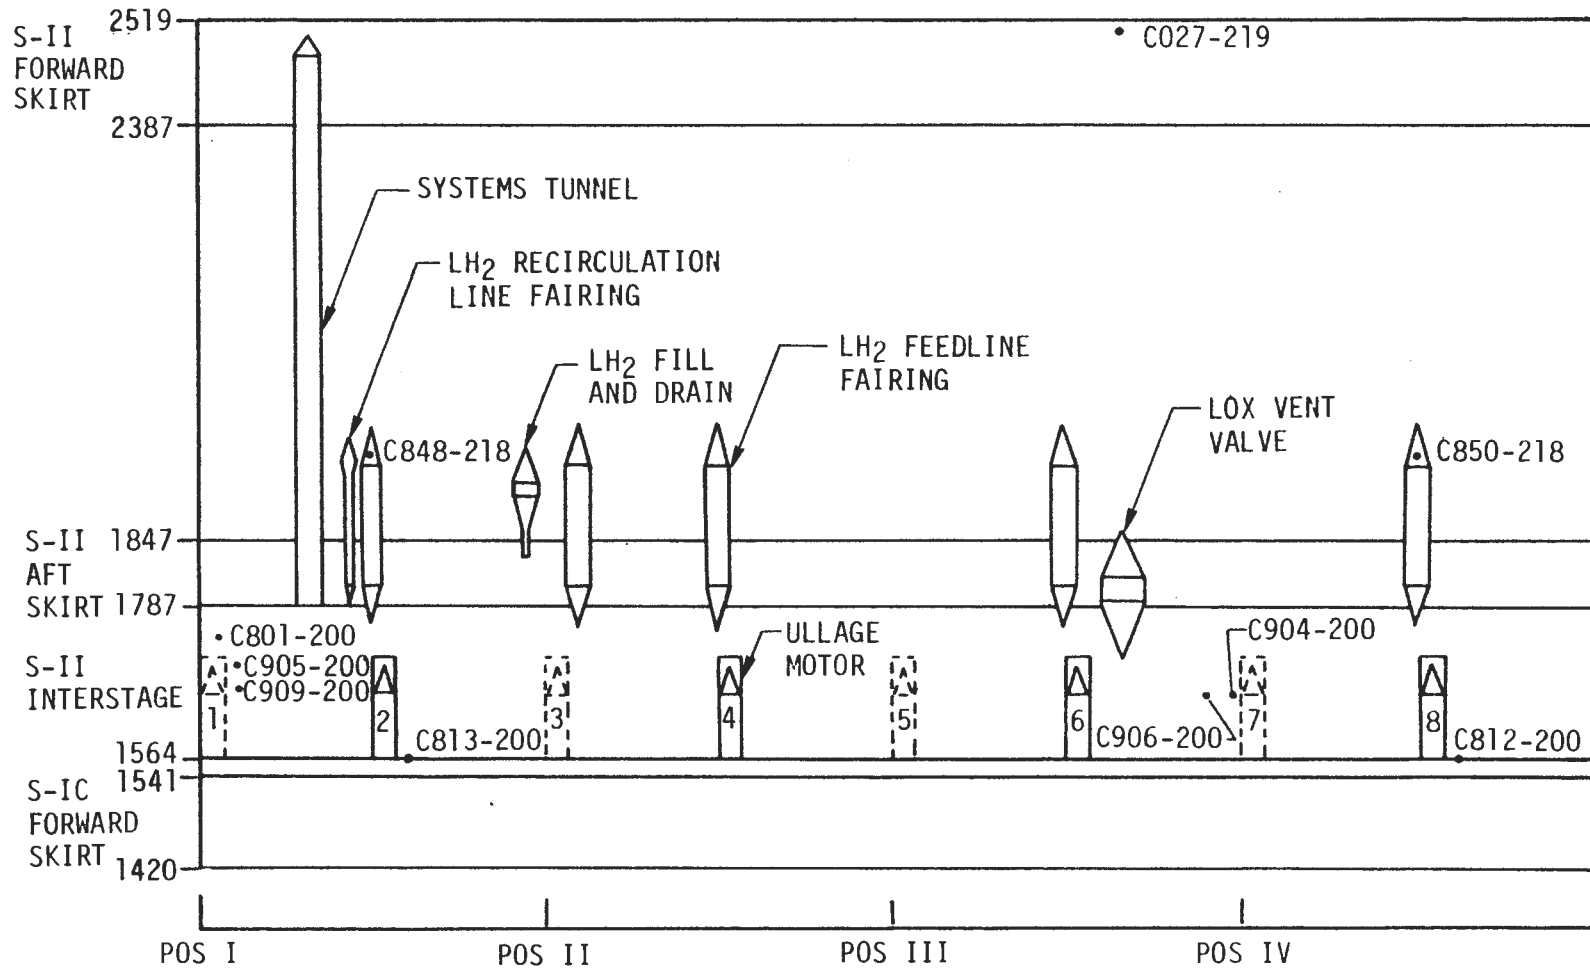 2519
S-II
FORWARD
SKIRT
C027-219
2387
SYSTEMS TUNNEL
LH2 RECIRCULATION
LINE FAIRING
LH2 FILL
AND DRAIN
LH2 FEEDLINE
FAIRING
LOX VENT
VALVE
C848-218
C850-218
S-II 1847
AFT
SKIRT 1787
C801-200
C905-200
C909-200
ULLAGE
MOTOR
C904-200
S-II
INTERSTAGE
1
2
3
4
5
6
7
8
C813-200
C906-200
C812-200
1564
1541
S-IC
FORWARD
SKIRT
1420
POS I
POS II
POS III
POS IV